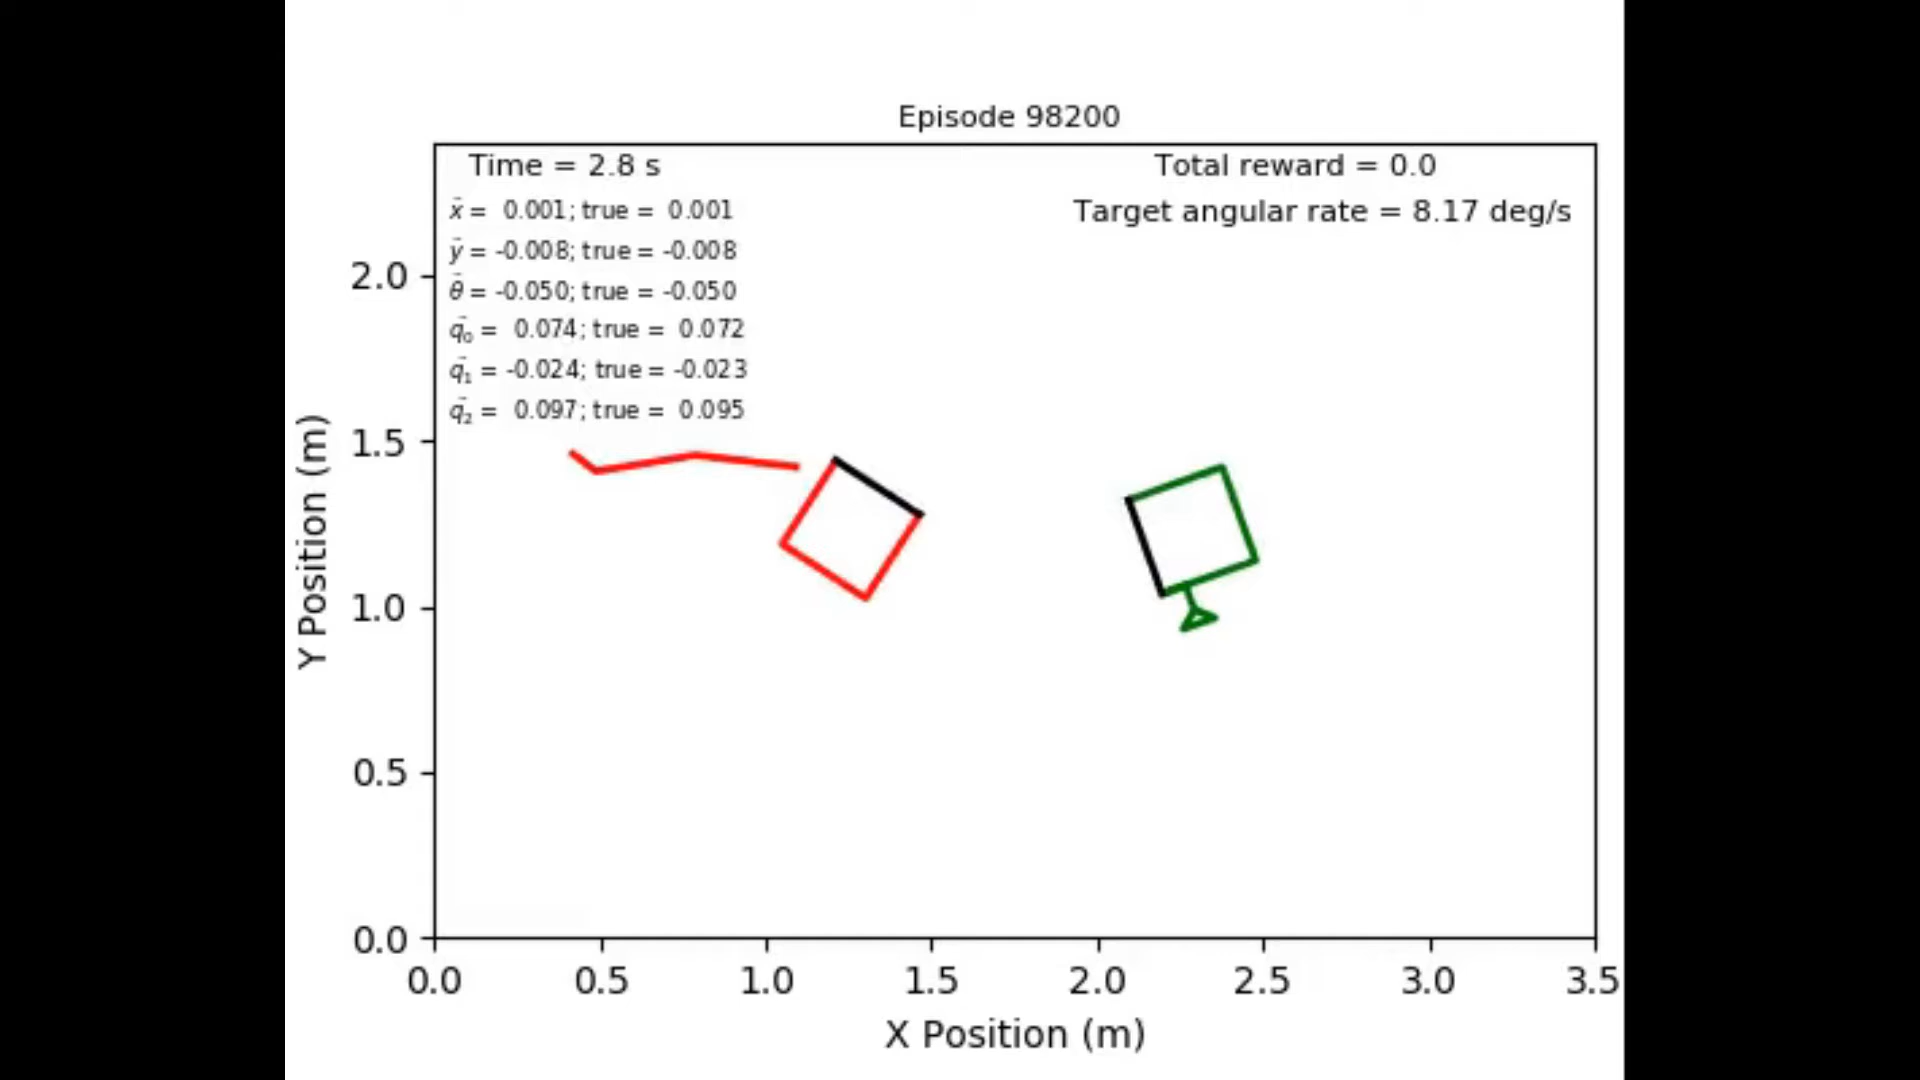 Episode 98200
Time = 2.8 s
Total reward = 0.0
Target angular rate = 8.17 deg/s
ẍ = 0.001; true = 0.001
ÿ = -0.008; true = -0.008
θ̈ = -0.050; true = -0.050
q̈₀ = 0.074; true = 0.072
q̈₁ = -0.024; true = -0.023
q̈₂ = 0.097; true = 0.095
Y Position (m)
2.0
1.5
1.0
0.5
0.0
0.0 0.5 1.0 1.5 2.0 2.5 3.0 3.5
X Position (m)